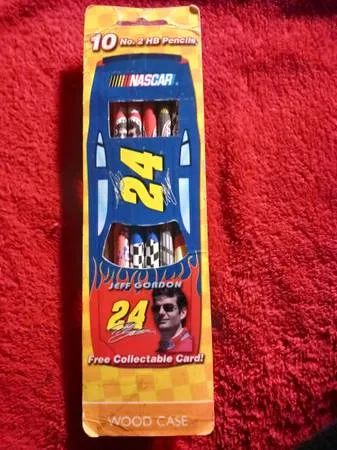 10 No. 2 HB Pencils
NASCAR
24
JEFF GORDON
24
Free Collectable Card!
WOOD CASE